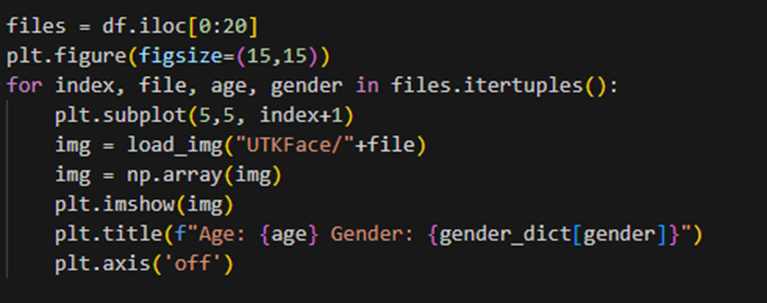 files = df.iloc[0:20]
plt.figure(figsize=(15,15))
for index, file, age, gender in files.itertuples():
    plt.subplot(5,5, index+1)
    img = load_img("UTKFace/"+file)
    img = np.array(img)
    plt.imshow(img)
    plt.title(f"Age: {age} Gender: {gender_dict[gender]}")
    plt.axis('off')